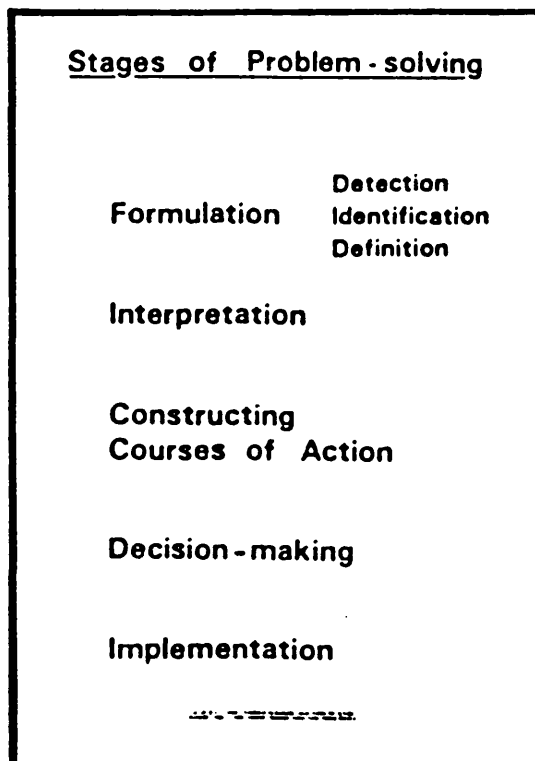 Stages of Problem-solving
Formulation
Detection
Identification
Definition
Interpretation
Constructing
Courses of Action
Decision-making
Implementation